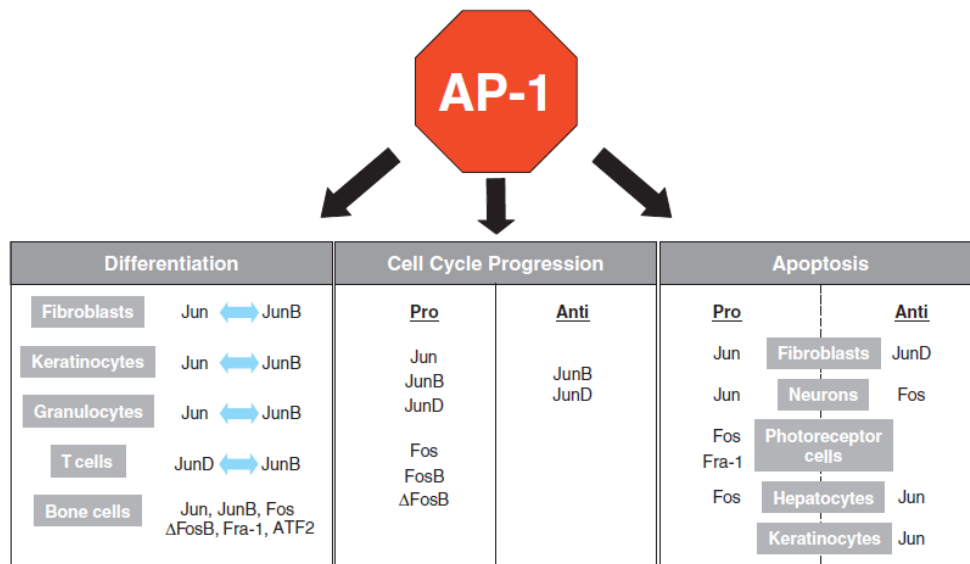 AP-1
Differentiation
Fibroblasts Jun JunB
Keratinocytes Jun JunB
Granulocytes Jun JunB
T cells JunD JunB
Bone cells Jun, JunB, Fos
ΔFosB, Fra-1, ATF2
Cell Cycle Progression
Pro Anti
Jun
JunB JunB
JunD JunD
Fos
FosB
ΔFosB
Apoptosis
Pro Anti
Jun Fibroblasts JunD
Jun Neurons Fos
Fos Photoreceptor
Fra-1 cells
Fos Hepatocytes Jun
Keratinocytes Jun